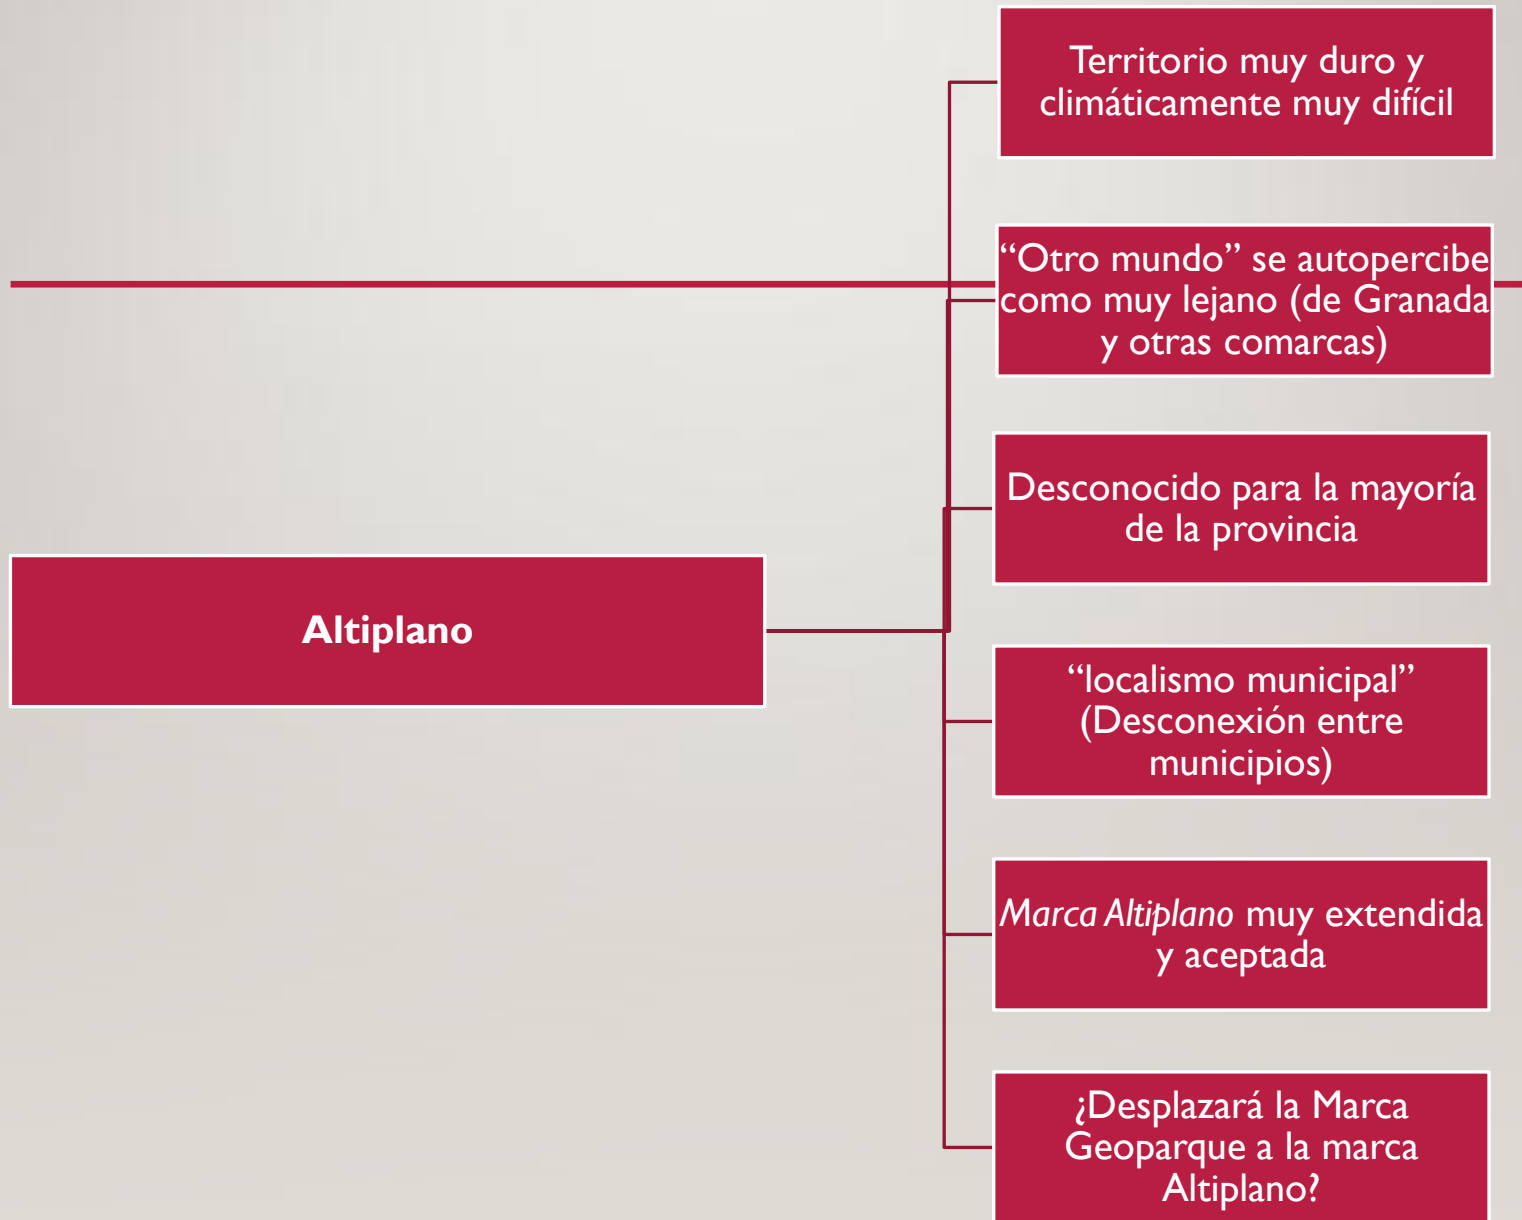 Territorio muy duro y
climáticamente muy difícil
“Otro mundo” se autopercibe
como muy lejano (de Granada
y otras comarcas)
Desconocido para la mayoría
de la provincia
Altiplano
“localismo municipal”
(Desconexión entre
municipios)
Marca Altiplano muy extendida
y aceptada
¿Desplazará la Marca
Geoparque a la marca
Altiplano?